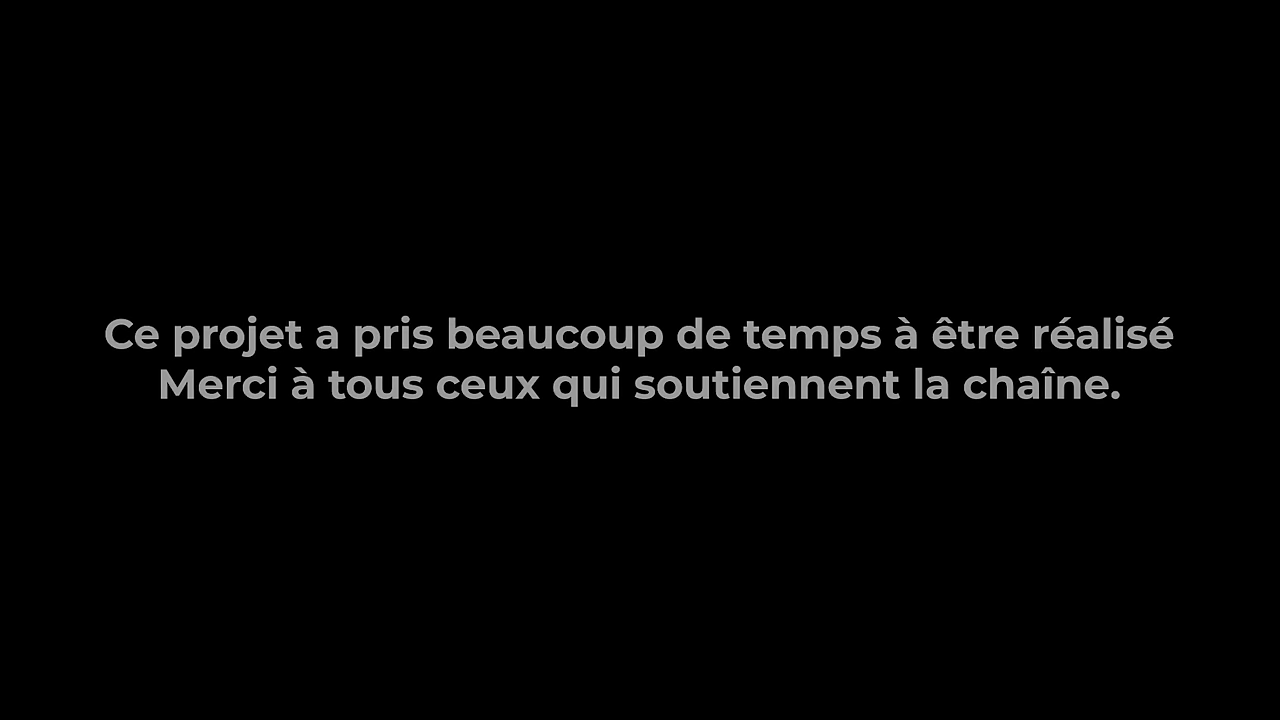 Ce projet a pris beaucoup de temps à être réalisé
Merci à tous ceux qui soutiennent la chaîne.